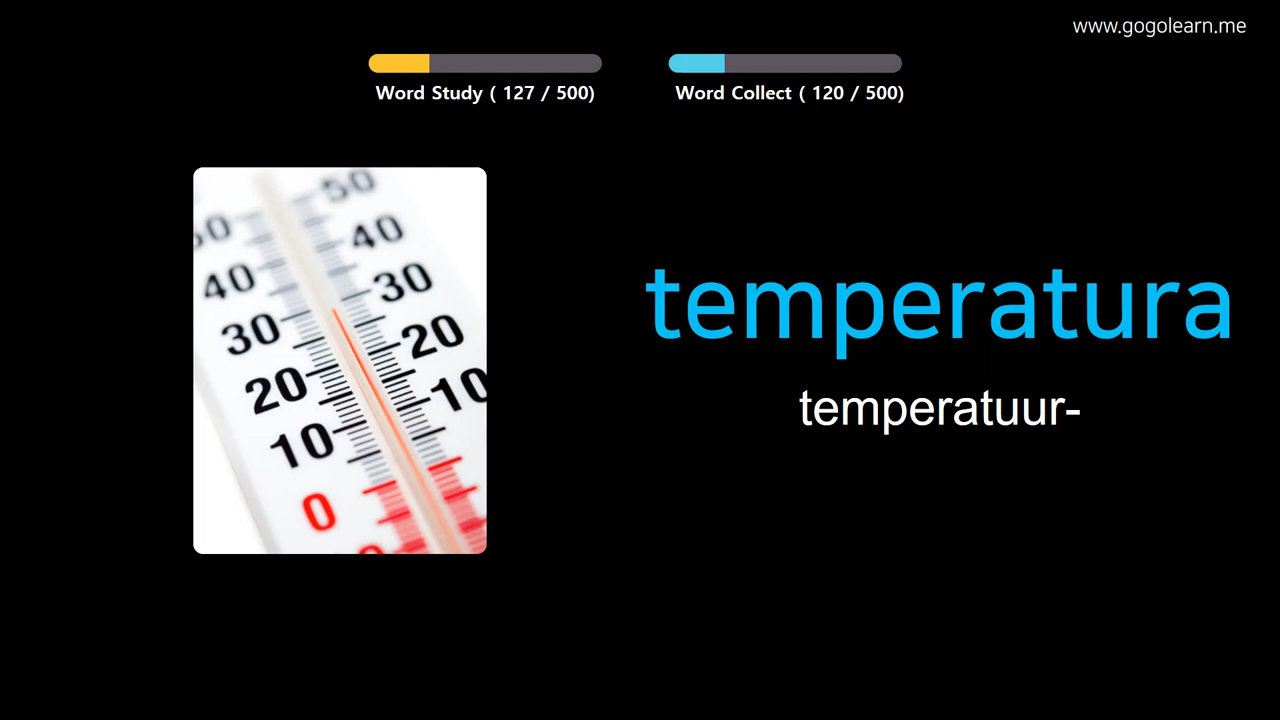 www.gogolearn.me
Word Study ( 127 / 500)
Word Collect ( 120 / 500)
50
50
40
40
30
30
20
20
10
10
0
temperatura
temperatuur-